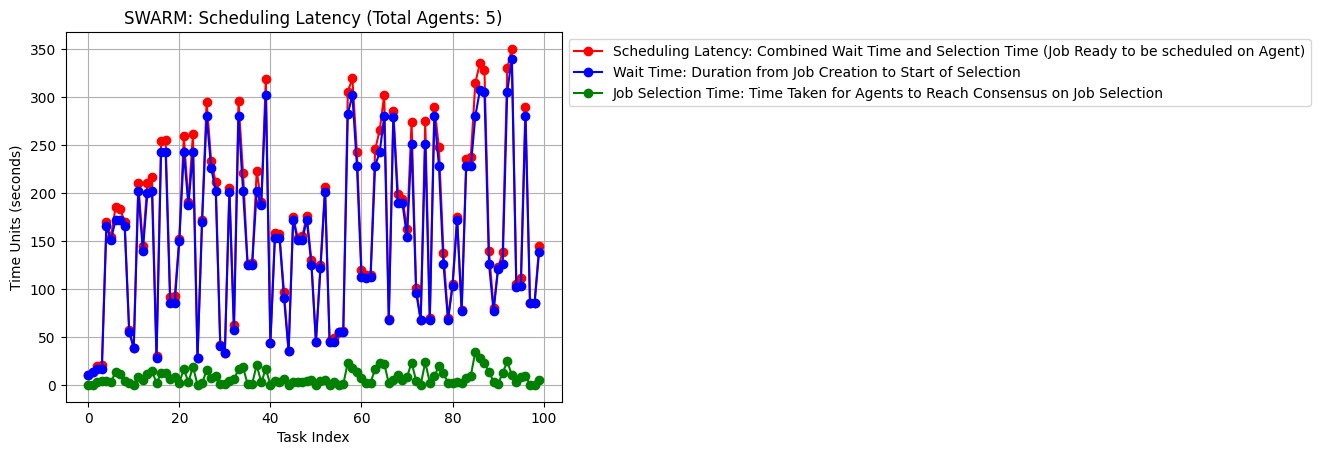 SWARM: Scheduling Latency (Total Agents: 5)
Scheduling Latency: Combined Wait Time and Selection Time (Job Ready to be scheduled on Agent)
Wait Time: Duration from Job Creation to Start of Selection
Job Selection Time: Time Taken for Agents to Reach Consensus on Job Selection
Time Units (seconds)
350
300
250
200
150
100
50
0
0 20 40 60 80 100
Task Index